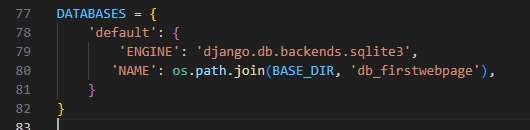 77 DATABASES = {
78     'default': {
79         'ENGINE': 'django.db.backends.sqlite3',
80        'NAME': os.path.join(BASE_DIR, 'db_firstwebpage'),
81     }
82 }
83